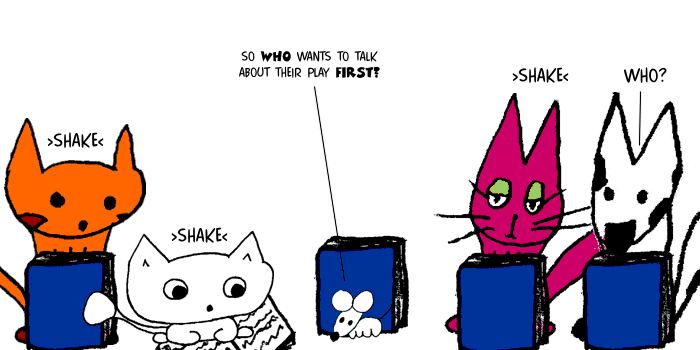 SO WHO WANTS TO TALK
ABOUT THEIR PLAY FIRST?
>SHAKE<
>SHAKE<
>SHAKE<
WHO?